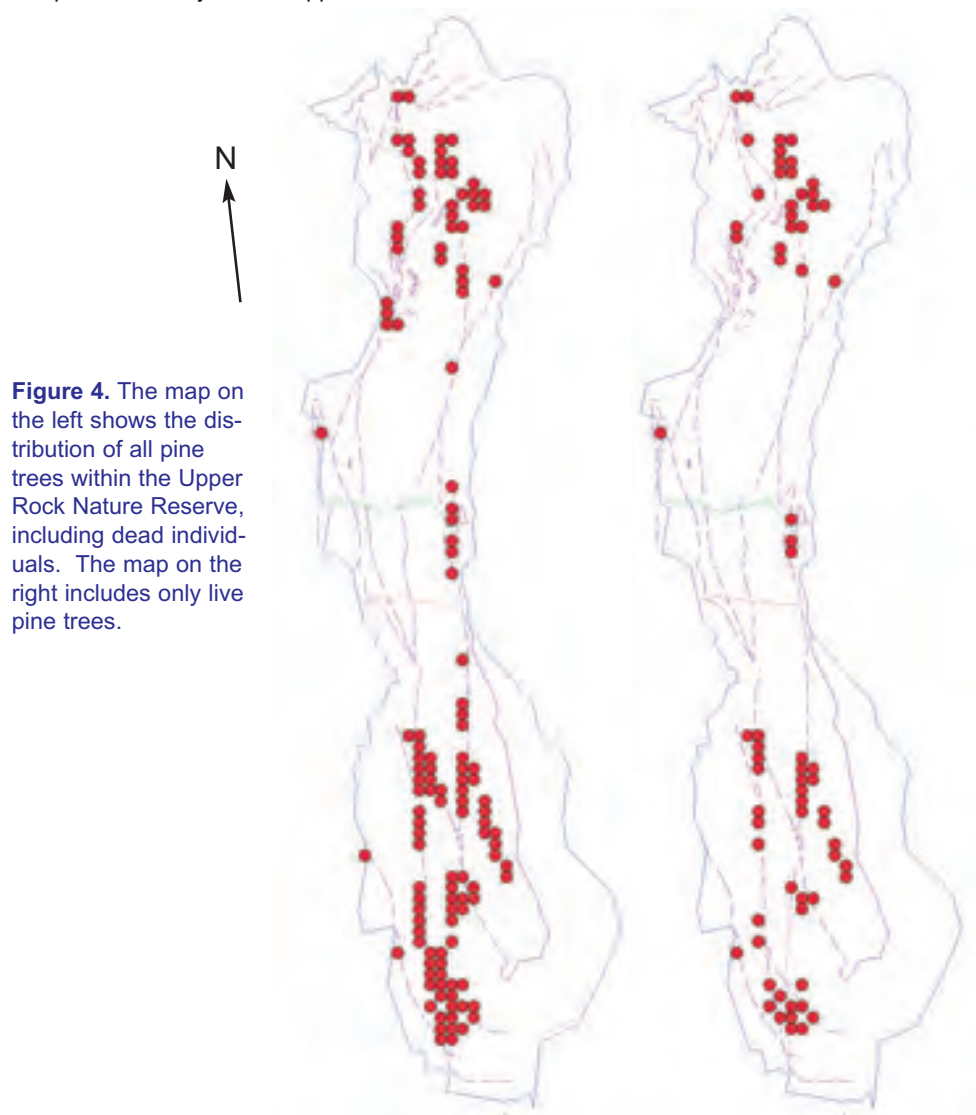 N
Figure 4. The map on
the left shows the dis-
tribution of all pine
trees within the Upper
Rock Nature Reserve,
including dead individ-
uals. The map on the
right includes only live
pine trees.